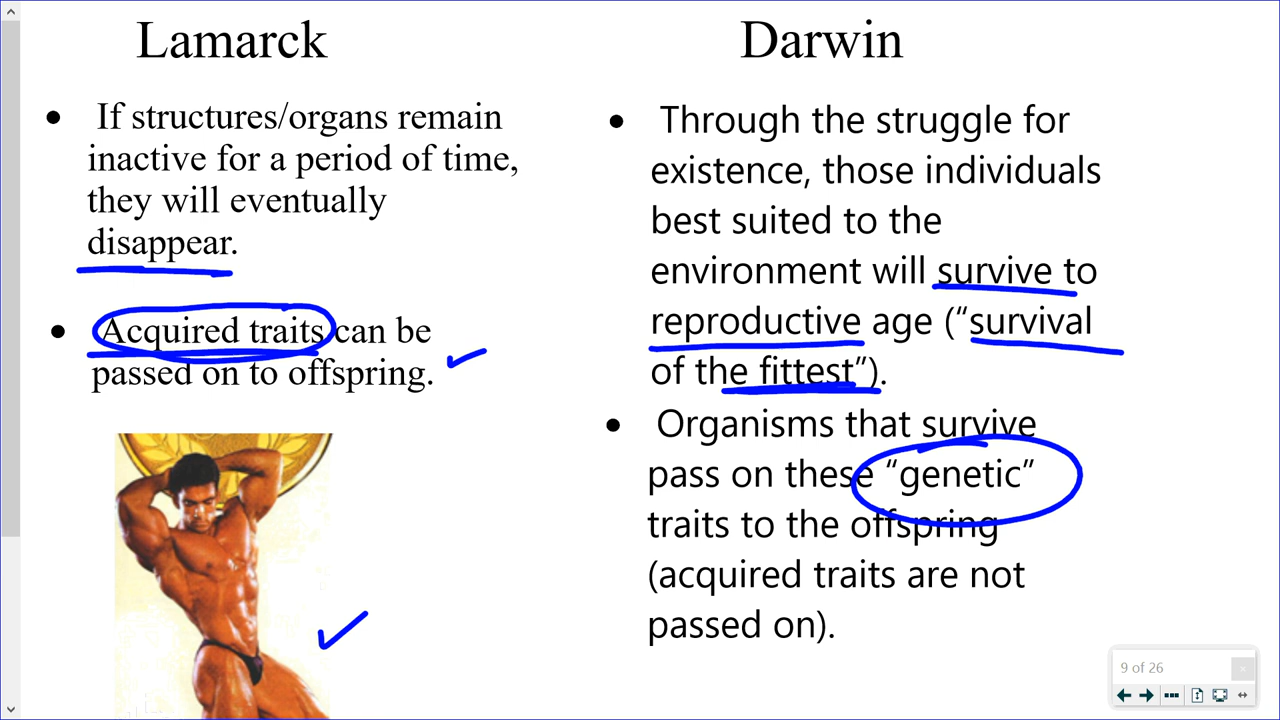 Lamarck
• If structures/organs remain
inactive for a period of time,
they will eventually
disappear.
• Acquired traits can be
passed on to offspring.
Darwin
• Through the struggle for
existence, those individuals
best suited to the
environment will survive to
reproductive age (“survival
of the fittest”).
• Organisms that survive
pass on these “genetic”
traits to the offspring
(acquired traits are not
passed on).
9 of 26